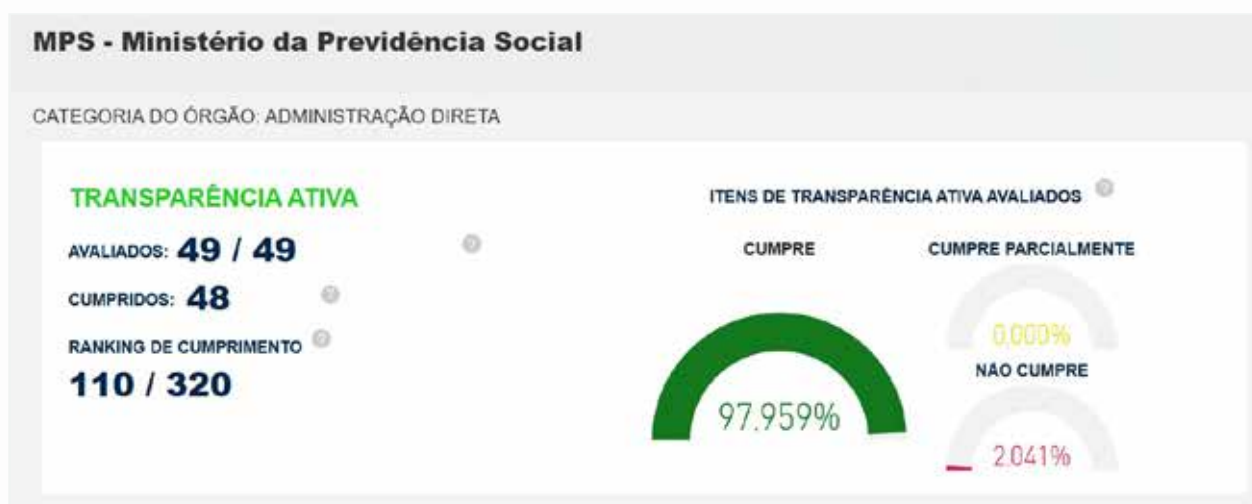 MPS - Ministério da Previdência Social
CATEGORIA DO ÓRGÃO: ADMINISTRAÇÃO DIRETA
TRANSPARÊNCIA ATIVA
AVALIADOS: 49 / 49
CUMPRIDOS: 48
RANKING DE CUMPRIMENTO
110 / 320
ITENS DE TRANSPARÊNCIA ATIVA AVALIADOS
CUMPRE
97.959%
CUMPRE PARCIALMENTE
0.000%
NÃO CUMPRE
2.041%